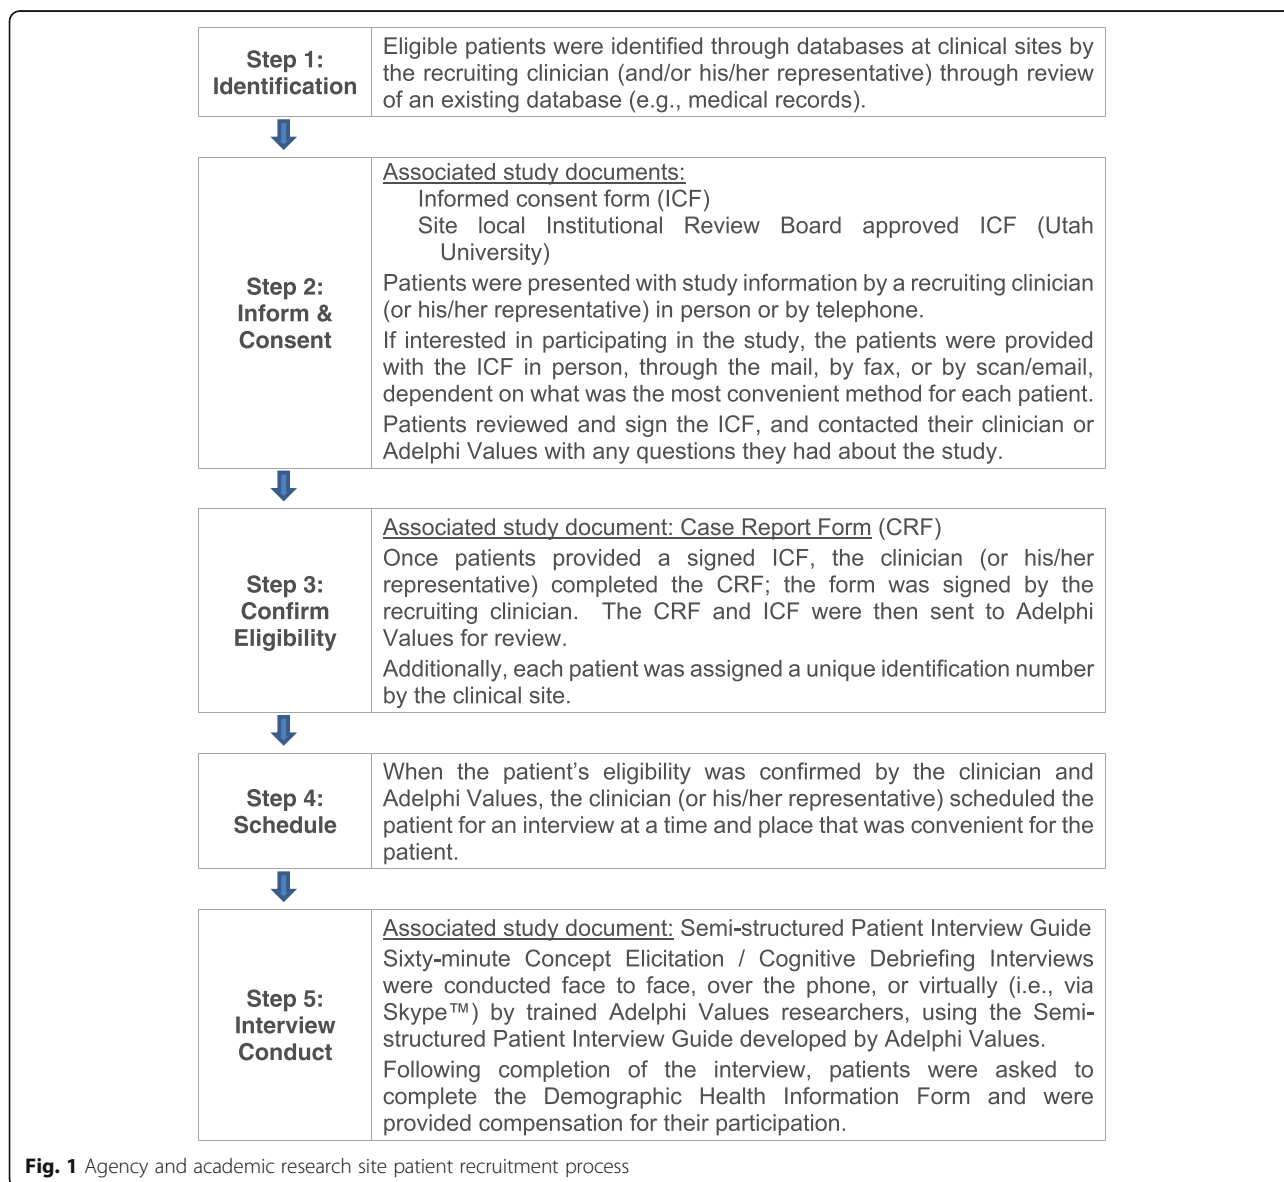 Step 1:
Identification
Eligible patients were identified through databases at clinical sites by
the recruiting clinician (and/or his/her representative) through review
of an existing database (e.g., medical records).
Step 2:
Inform &
Consent
Associated study documents:
Informed consent form (ICF)
Site local Institutional Review Board approved ICF (Utah
University)
Patients were presented with study information by a recruiting clinician
(or his/her representative) in person or by telephone.
If interested in participating in the study, the patients were provided
with the ICF in person, through the mail, by fax, or by scan/email,
dependent on what was the most convenient method for each patient.
Patients reviewed and sign the ICF, and contacted their clinician or
Adelphi Values with any questions they had about the study.
Step 3:
Confirm
Eligibility
Associated study document: Case Report Form (CRF)
Once patients provided a signed ICF, the clinician (or his/her
representative) completed the CRF; the form was signed by the
recruiting clinician. The CRF and ICF were then sent to Adelphi
Values for review.
Additionally, each patient was assigned a unique identification number
by the clinical site.
Step 4:
Schedule
When the patient’s eligibility was confirmed by the clinician and
Adelphi Values, the clinician (or his/her representative) scheduled the
patient for an interview at a time and place that was convenient for the
patient.
Step 5:
Interview
Conduct
Associated study document: Semi-structured Patient Interview Guide
Sixty-minute Concept Elicitation / Cognitive Debriefing Interviews
were conducted face to face, over the phone, or virtually (i.e., via
Skype™) by trained Adelphi Values researchers, using the Semi-
structured Patient Interview Guide developed by Adelphi Values.
Following completion of the interview, patients were asked to
complete the Demographic Health Information Form and were
provided compensation for their participation.
Fig. 1 Agency and academic research site patient recruitment process